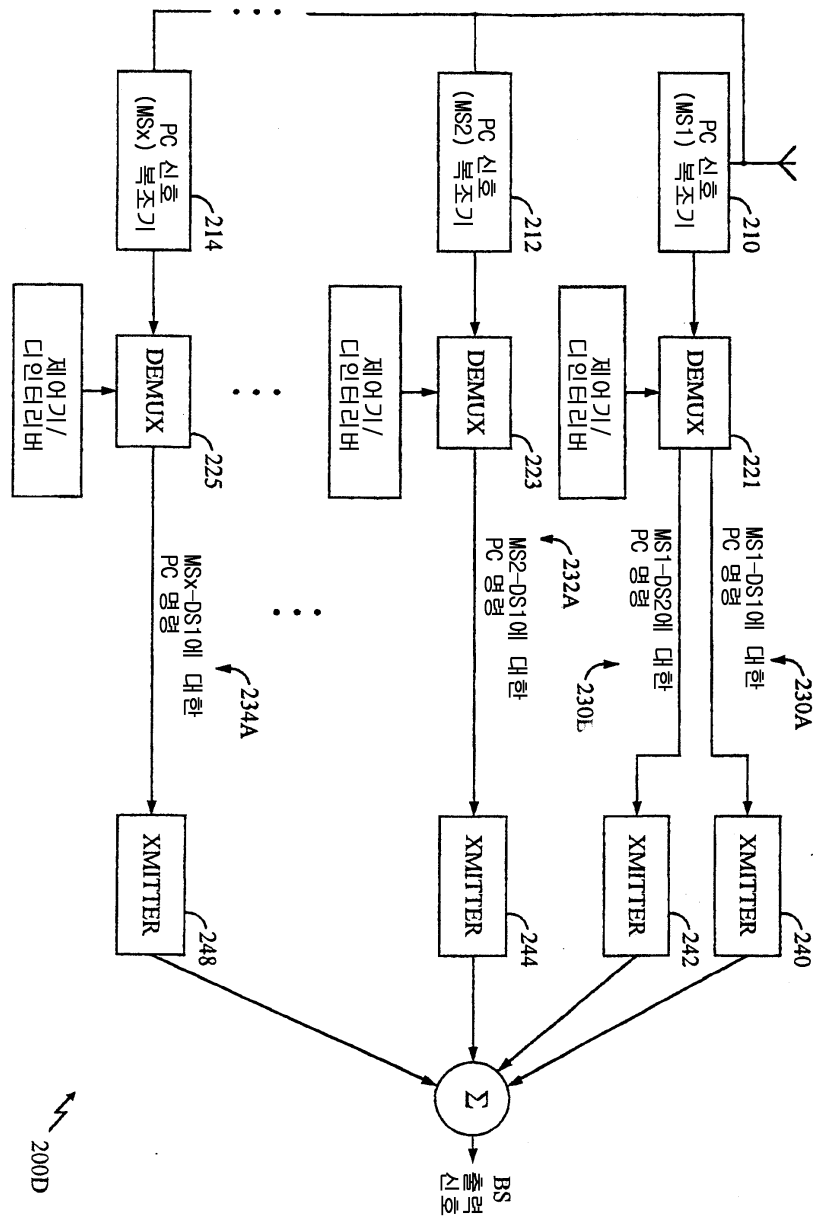 PC 신호
(MS1) 복조기
210
DEMUX
221
제어기/
디인터리버
MS1-DS1에 대한
PC 명령
230A
MS1-DS2에 대한
PC 명령
230B
XMITTER
240
XMITTER
242
PC 신호
(MS2) 복조기
212
DEMUX
223
제어기/
디인터리버
232A
MS2-DS1에 대한
PC 명령
XMITTER
244
Σ
BS
출력
신호
PC 신호
(MSx) 복조기
214
DEMUX
225
제어기/
디인터리버
MSx-DS1에 대한
PC 명령
234A
XMITTER
248
200D